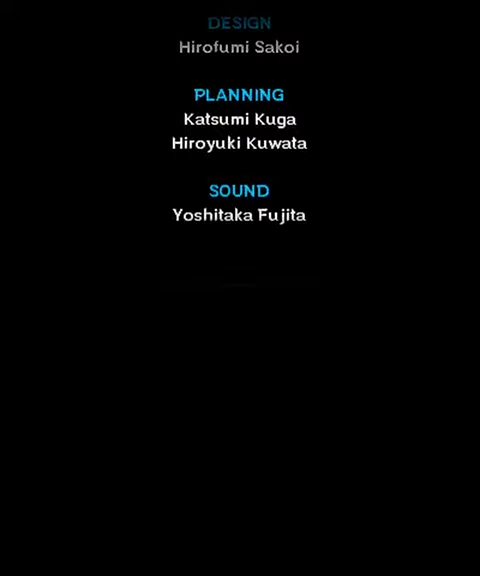 DESIGN
Hirofumi Sakoi
PLANNING
Katsumi Kuga
Hiroyuki Kuwata
SOUND
Yoshitaka Fujita